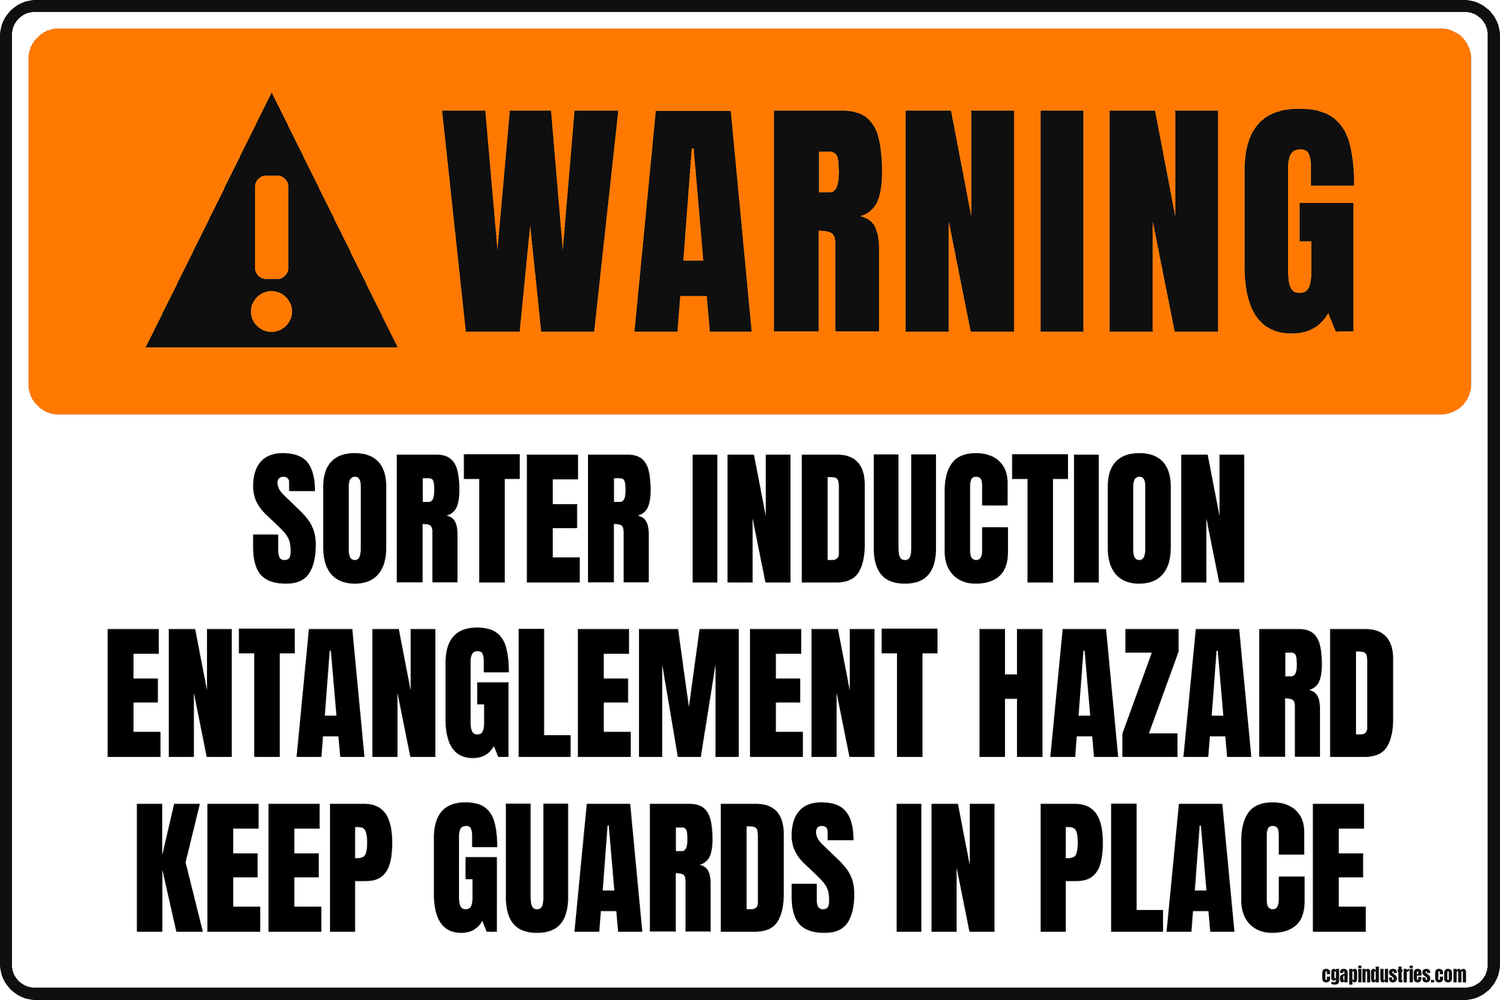 WARNING
SORTER INDUCTION
ENTANGLEMENT HAZARD
KEEP GUARDS IN PLACE
cgapindustries.com